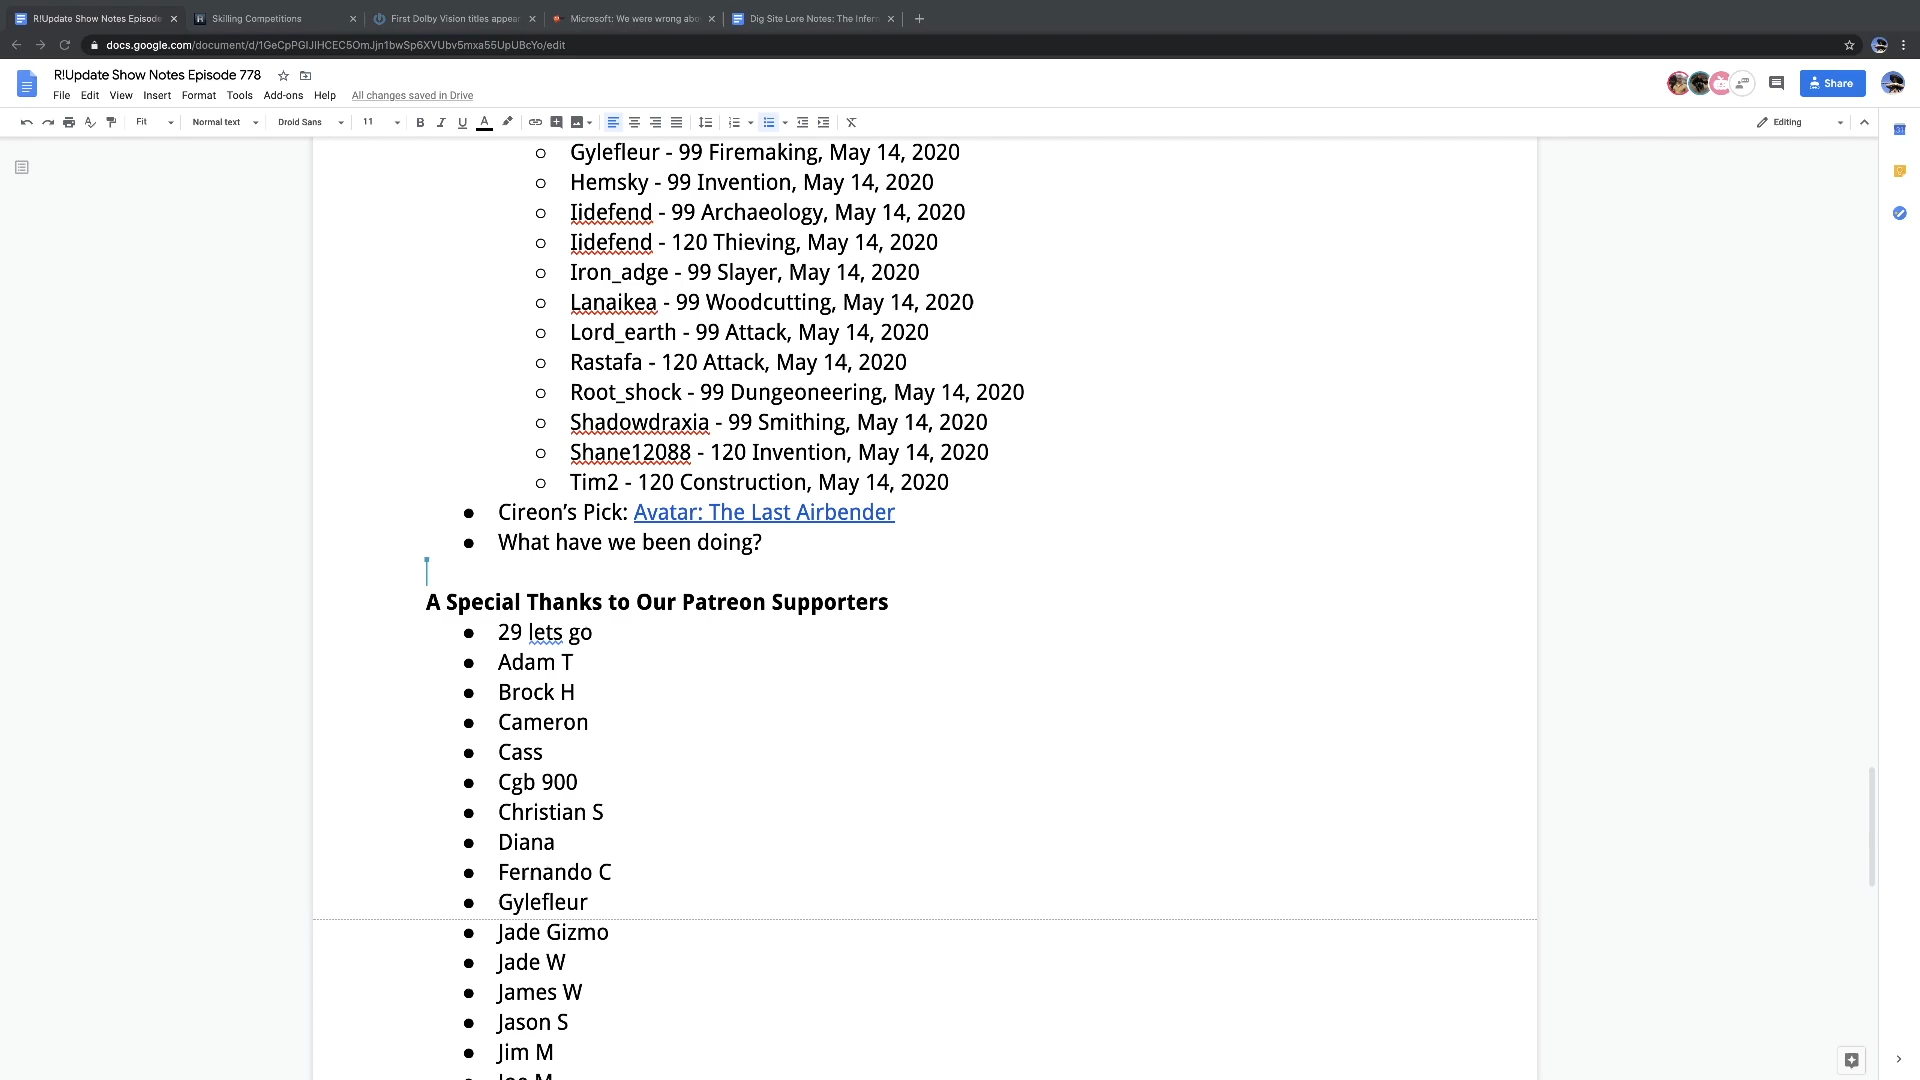 R!Update Show Notes Episode
Skilling Competitions
First Dolby Vision titles appear
Microsoft: We were wrong abo
Dig Site Lore Notes: The Infern
docs.google.com/document/d/1GeCpPGIJIHCEC5OmJjn1bwSp6XVUbv5mxa55UpUBcYo/edit
R!Update Show Notes Episode 778
File Edit View Insert Format Tools Add-ons Help All changes saved in Drive
Share
Fit Normal text Droid Sans 11 B I U A Editing
31
Gylefleur - 99 Firemaking, May 14, 2020
Hemsky - 99 Invention, May 14, 2020
Iidefend - 99 Archaeology, May 14, 2020
Iidefend - 120 Thieving, May 14, 2020
Iron_adge - 99 Slayer, May 14, 2020
Lanaikea - 99 Woodcutting, May 14, 2020
Lord_earth - 99 Attack, May 14, 2020
Rastafa - 120 Attack, May 14, 2020
Root_shock - 99 Dungeoneering, May 14, 2020
Shadowdraxia - 99 Smithing, May 14, 2020
Shane12088 - 120 Invention, May 14, 2020
Tim2 - 120 Construction, May 14, 2020
Cireon’s Pick: Avatar: The Last Airbender
What have we been doing?
A Special Thanks to Our Patreon Supporters
29 lets go
Adam T
Brock H
Cameron
Cass
Cgb 900
Christian S
Diana
Fernando C
Gylefleur
Jade Gizmo
Jade W
James W
Jason S
Jim M